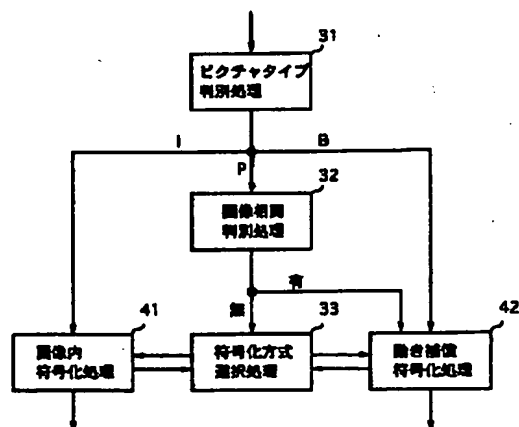 31
ピクチャタイプ
判別処理
I
B
P
32
画像相関
判別処理
有
無
41
33
42
画像内
符号化処理
符号化方式
選択処理
動き補償
符号化処理